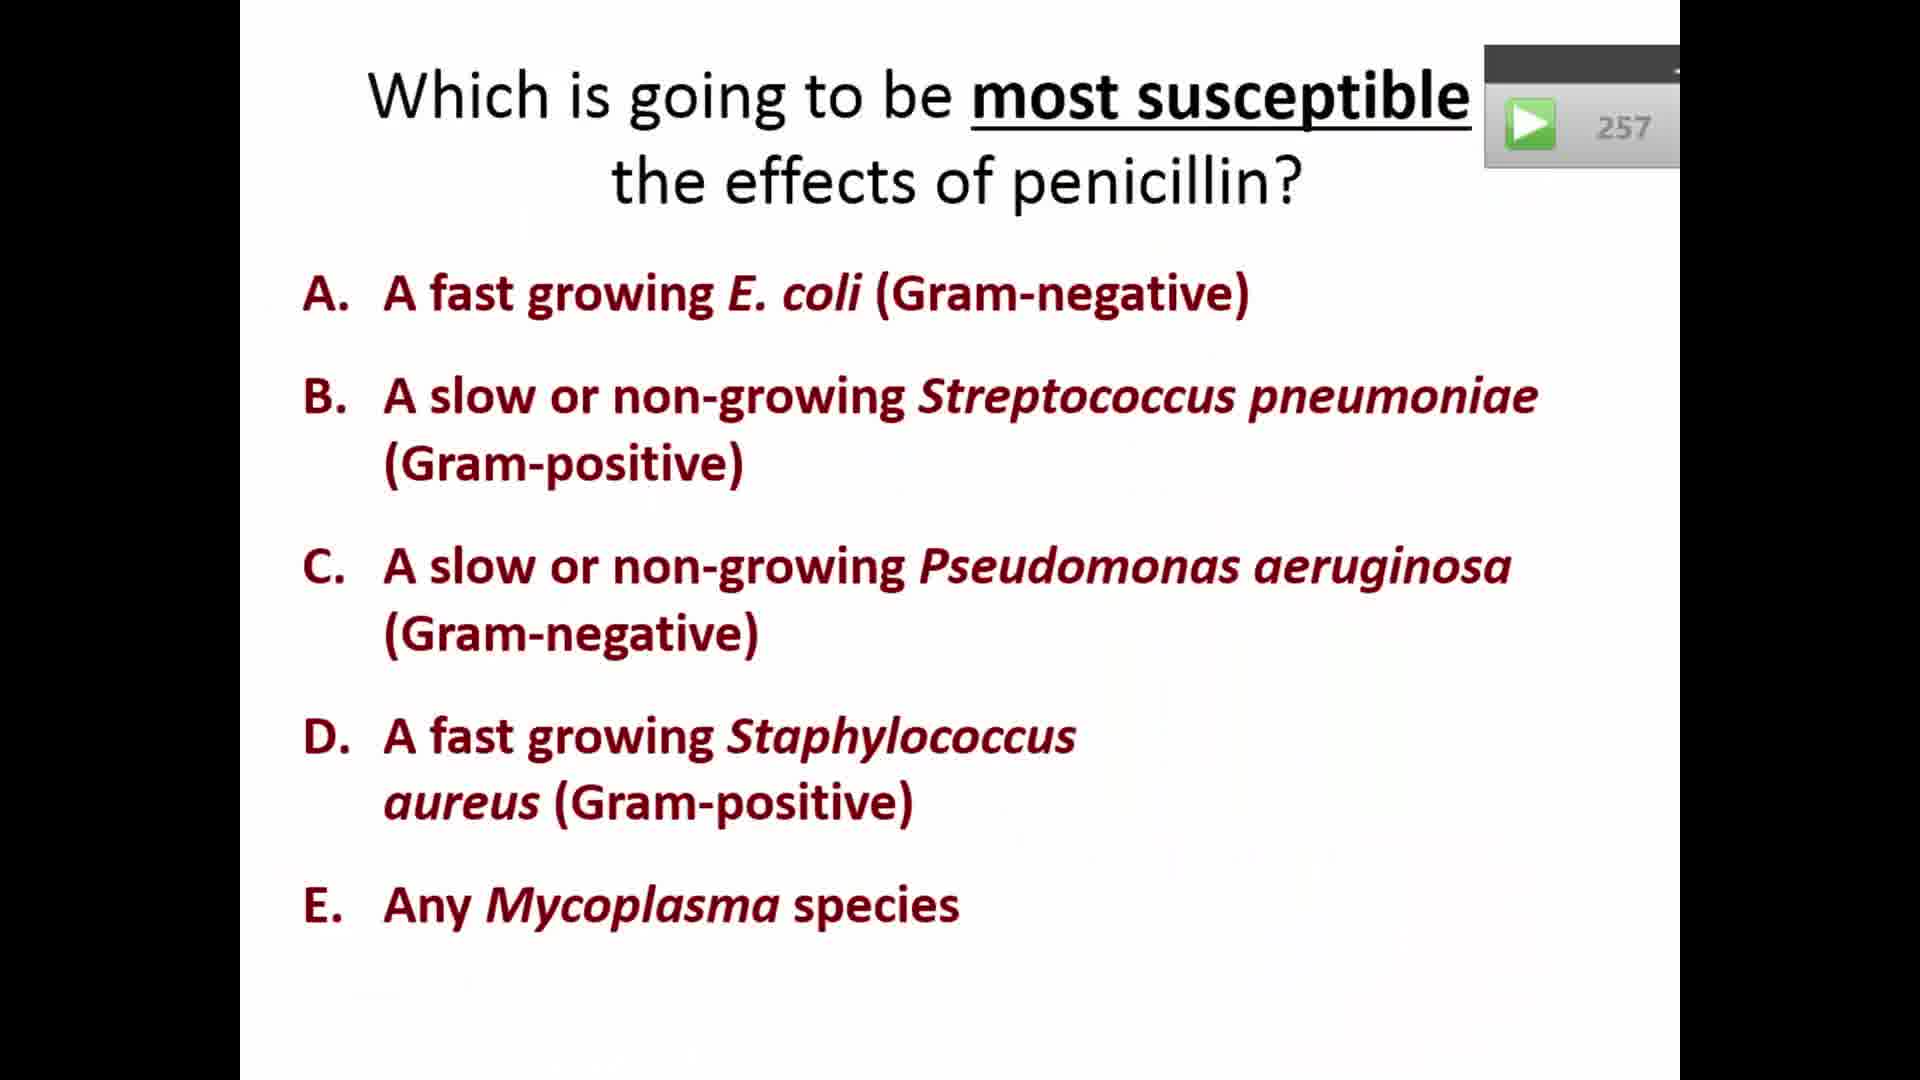 Which is going to be most susceptible
the effects of penicillin?
257
A. A fast growing E. coli (Gram-negative)
B. A slow or non-growing Streptococcus pneumoniae
(Gram-positive)
C. A slow or non-growing Pseudomonas aeruginosa
(Gram-negative)
D. A fast growing Staphylococcus
aureus (Gram-positive)
E. Any Mycoplasma species